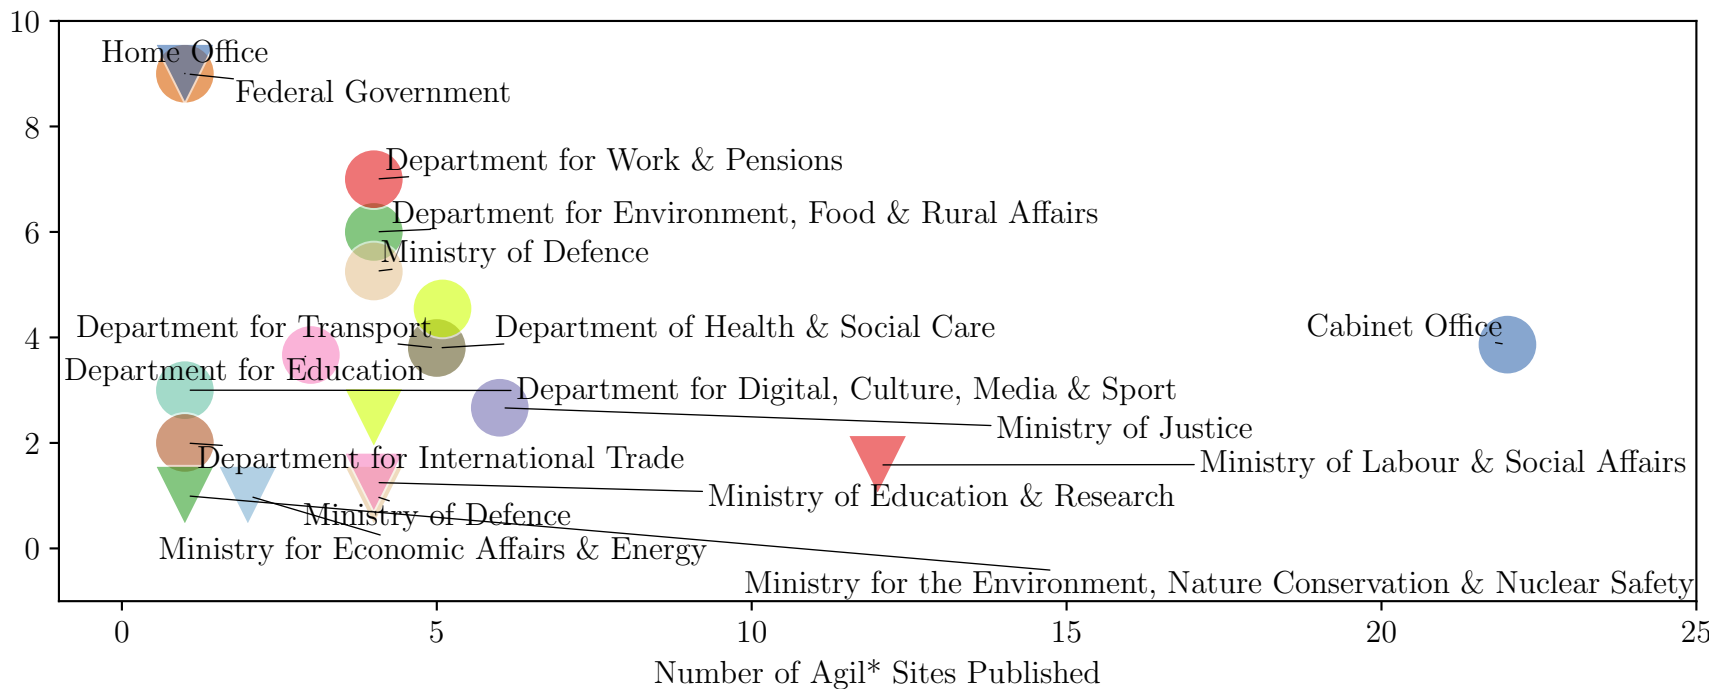 10
Home Office
Federal Government
8
Department for Work & Pensions
Department for Environment, Food & Rural Affairs
6
Ministry of Defence
Department for Transport
Department of Health & Social Care
Cabinet Office
4
Department for Education
Department for Digital, Culture, Media & Sport
Ministry of Justice
2
Department for International Trade
Ministry of Labour & Social Affairs
Ministry of Education & Research
Ministry of Defence
0
Ministry for Economic Affairs & Energy
Ministry for the Environment, Nature Conservation & Nuclear Safety
0 5 10 15 20 25
Number of Agil* Sites Published